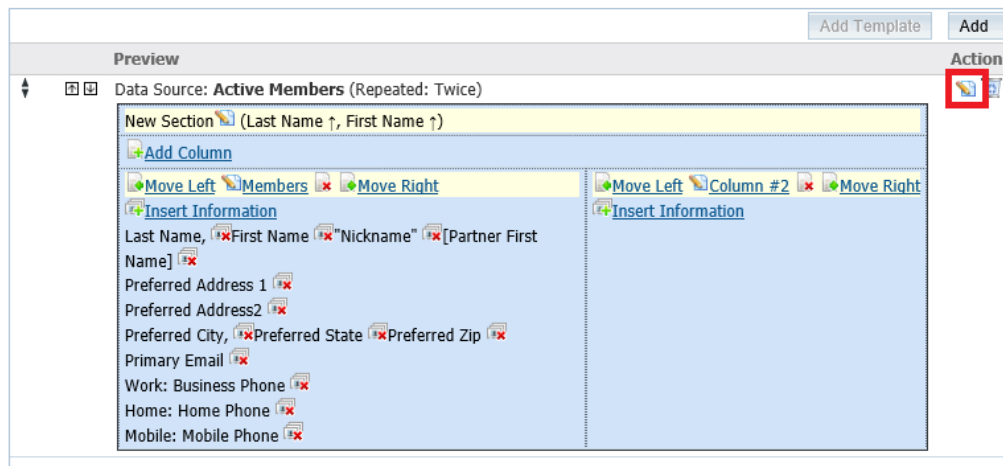 Add Template Add
Preview Action
Data Source: Active Members (Repeated: Twice)
New Section (Last Name ↑, First Name ↑)
Add Column
Move Left Members Move Right Move Left Column #2 Move Right
Insert Information Insert Information
Last Name, First Name "Nickname" [Partner First
Name]
Preferred Address 1
Preferred Address2
Preferred City, Preferred State Preferred Zip
Primary Email
Work: Business Phone
Home: Home Phone
Mobile: Mobile Phone